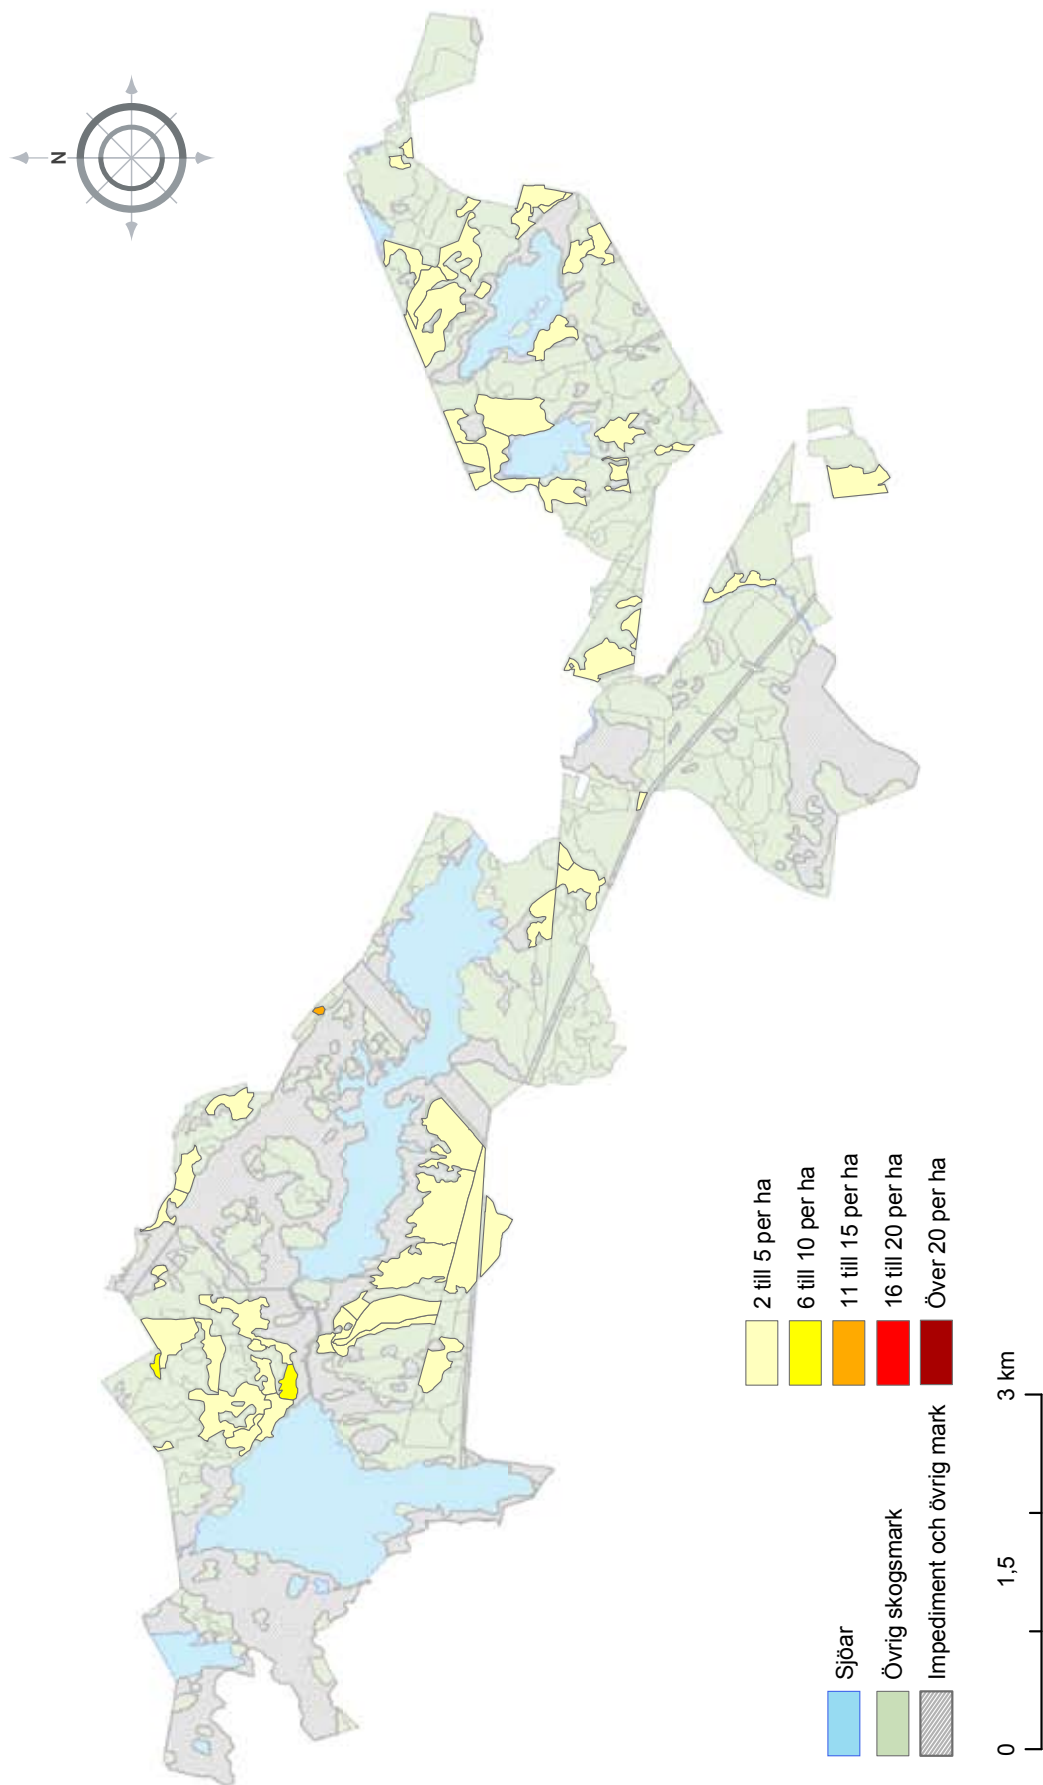 N
Sjöar
Övrig skogsmark
Impediment och övrig mark
2 till 5 per ha
6 till 10 per ha
11 till 15 per ha
16 till 20 per ha
Över 20 per ha
0 1,5 3 km